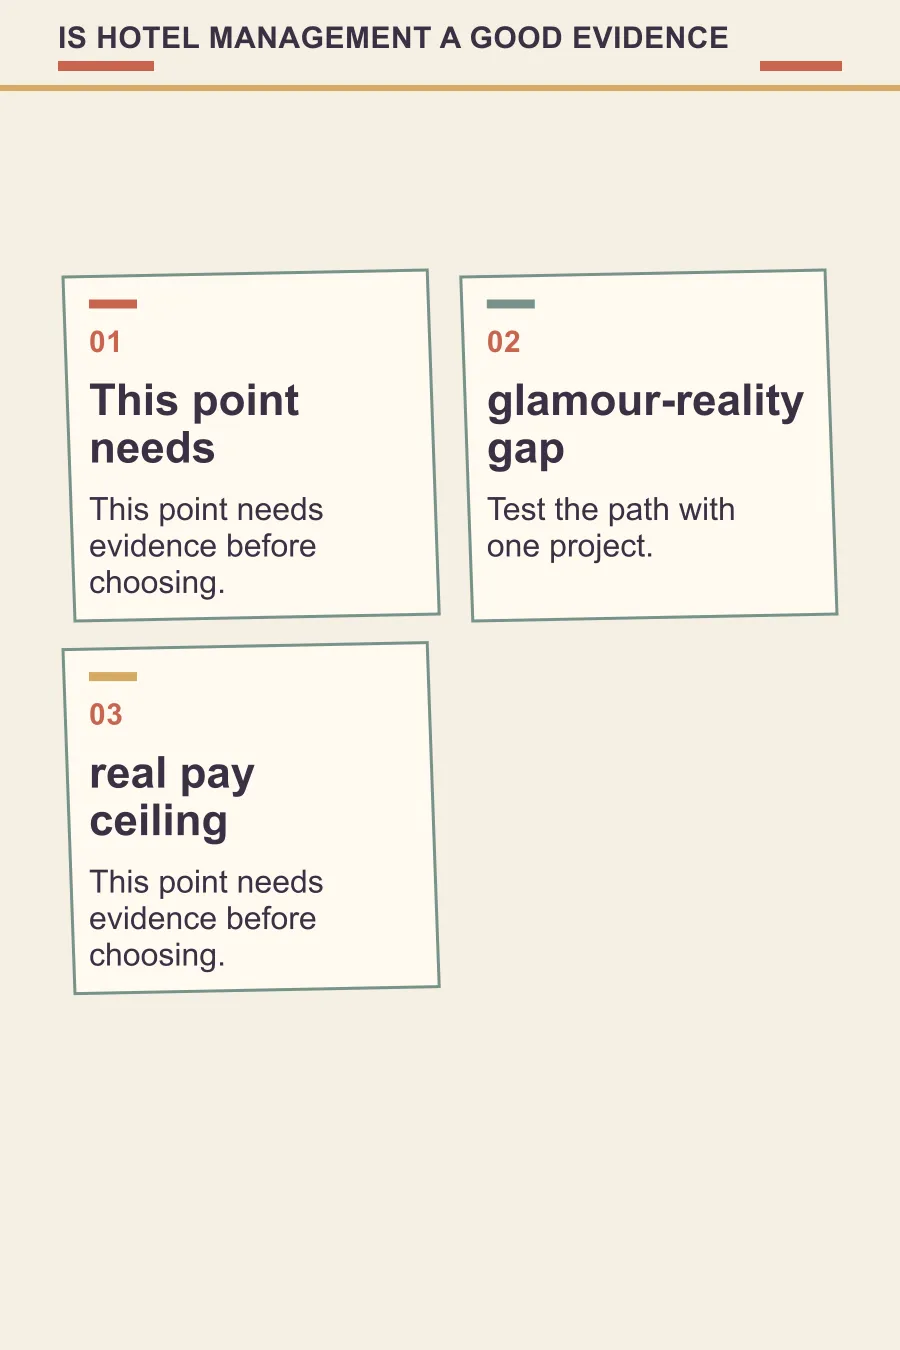 IS HOTEL MANAGEMENT A GOOD EVIDENCE
01
This point
needs
This point needs
evidence before
choosing.
02
glamour-reality
gap
Test the path with
one project.
03
real pay
ceiling
This point needs
evidence before
choosing.